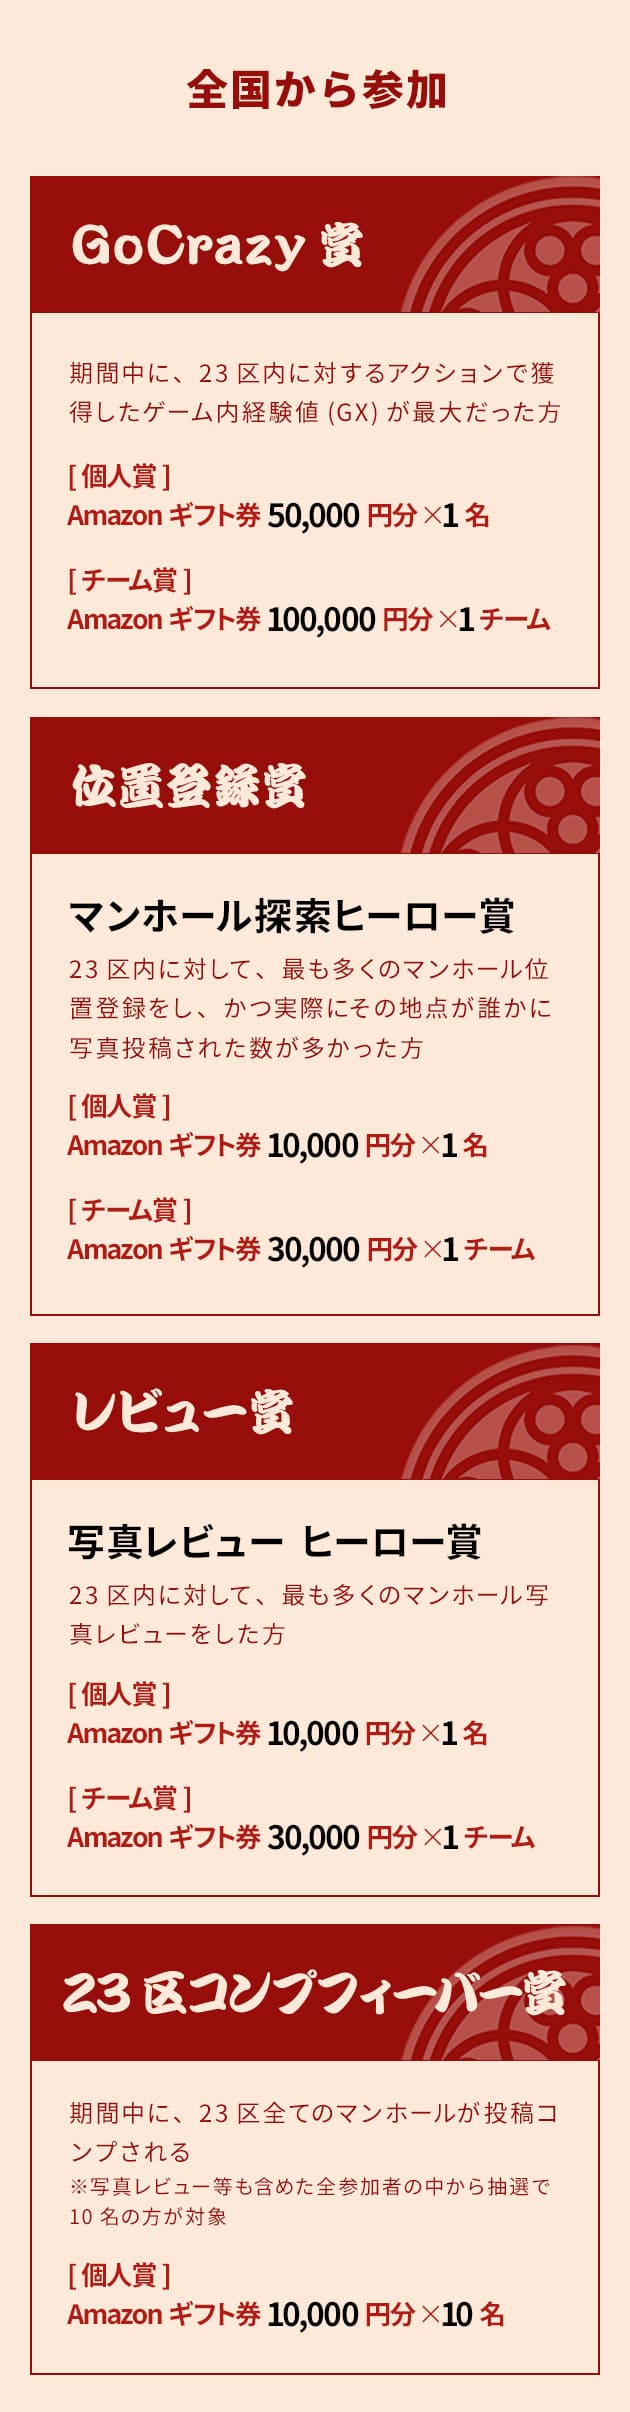 全国から参加
GoCrazy 賞
期間中に、23 区内に対するアクションで獲
得したゲーム内経験値 (GX) が最大だった方
[ 個人賞 ]
Amazon ギフト券 50,000 円分 ×1 名
[ チーム賞 ]
Amazon ギフト券 100,000 円分 ×1 チーム
位置登録賞
マンホール探索ヒーロー賞
23 区内に対して、最も多くのマンホール位
置登録をし、かつ実際にその地点が誰かに
写真投稿された数が多かった方
[ 個人賞 ]
Amazon ギフト券 10,000 円分 ×1 名
[ チーム賞 ]
Amazon ギフト券 30,000 円分 ×1 チーム
レビュー賞
写真レビュー ヒーロー賞
23 区内に対して、最も多くのマンホール写
真レビューをした方
[ 個人賞 ]
Amazon ギフト券 10,000 円分 ×1 名
[ チーム賞 ]
Amazon ギフト券 30,000 円分 ×1 チーム
23 区コンプフィーバー賞
期間中に、23 区全てのマンホールが投稿コ
ンプされる
※写真レビュー等も含めた全参加者の中から抽選で
10 名の方が対象
[ 個人賞 ]
Amazon ギフト券 10,000 円分 ×10 名